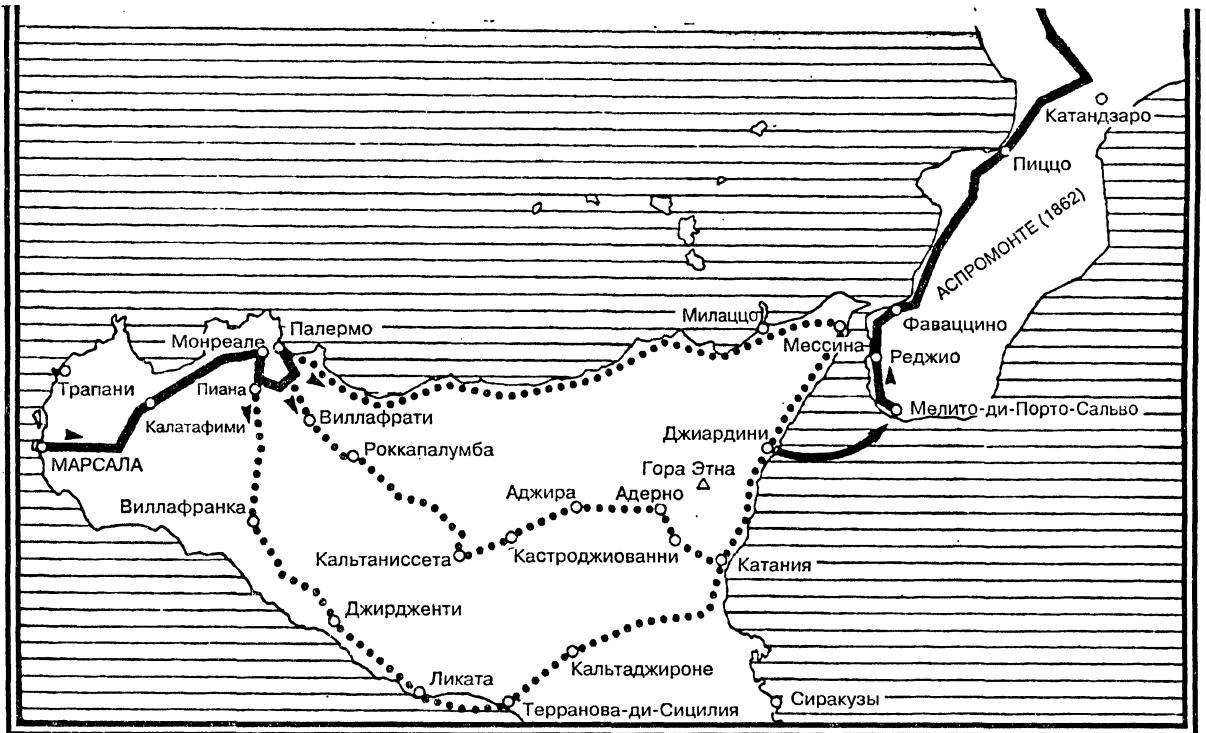 Катандзаро
Пиццо
АСПРОМОНТЕ (1862)
Милаццо
Палермо
Монреале
Мессина
Фаваццино
Реджио
Трапани
Пиана
Мелито-ди-Порто-Сальво
Виллафрати
Калатафими
Джиардини
Роккапалумба
МАРСАЛА
Гора Этна
Аджира
Адерно
Виллафранка
Кальтаниссета
Кастроджиованни
Катания
Джирдженти
Кальтаджироне
Ликата
Сиракузы
Терранова-ди-Сицилия